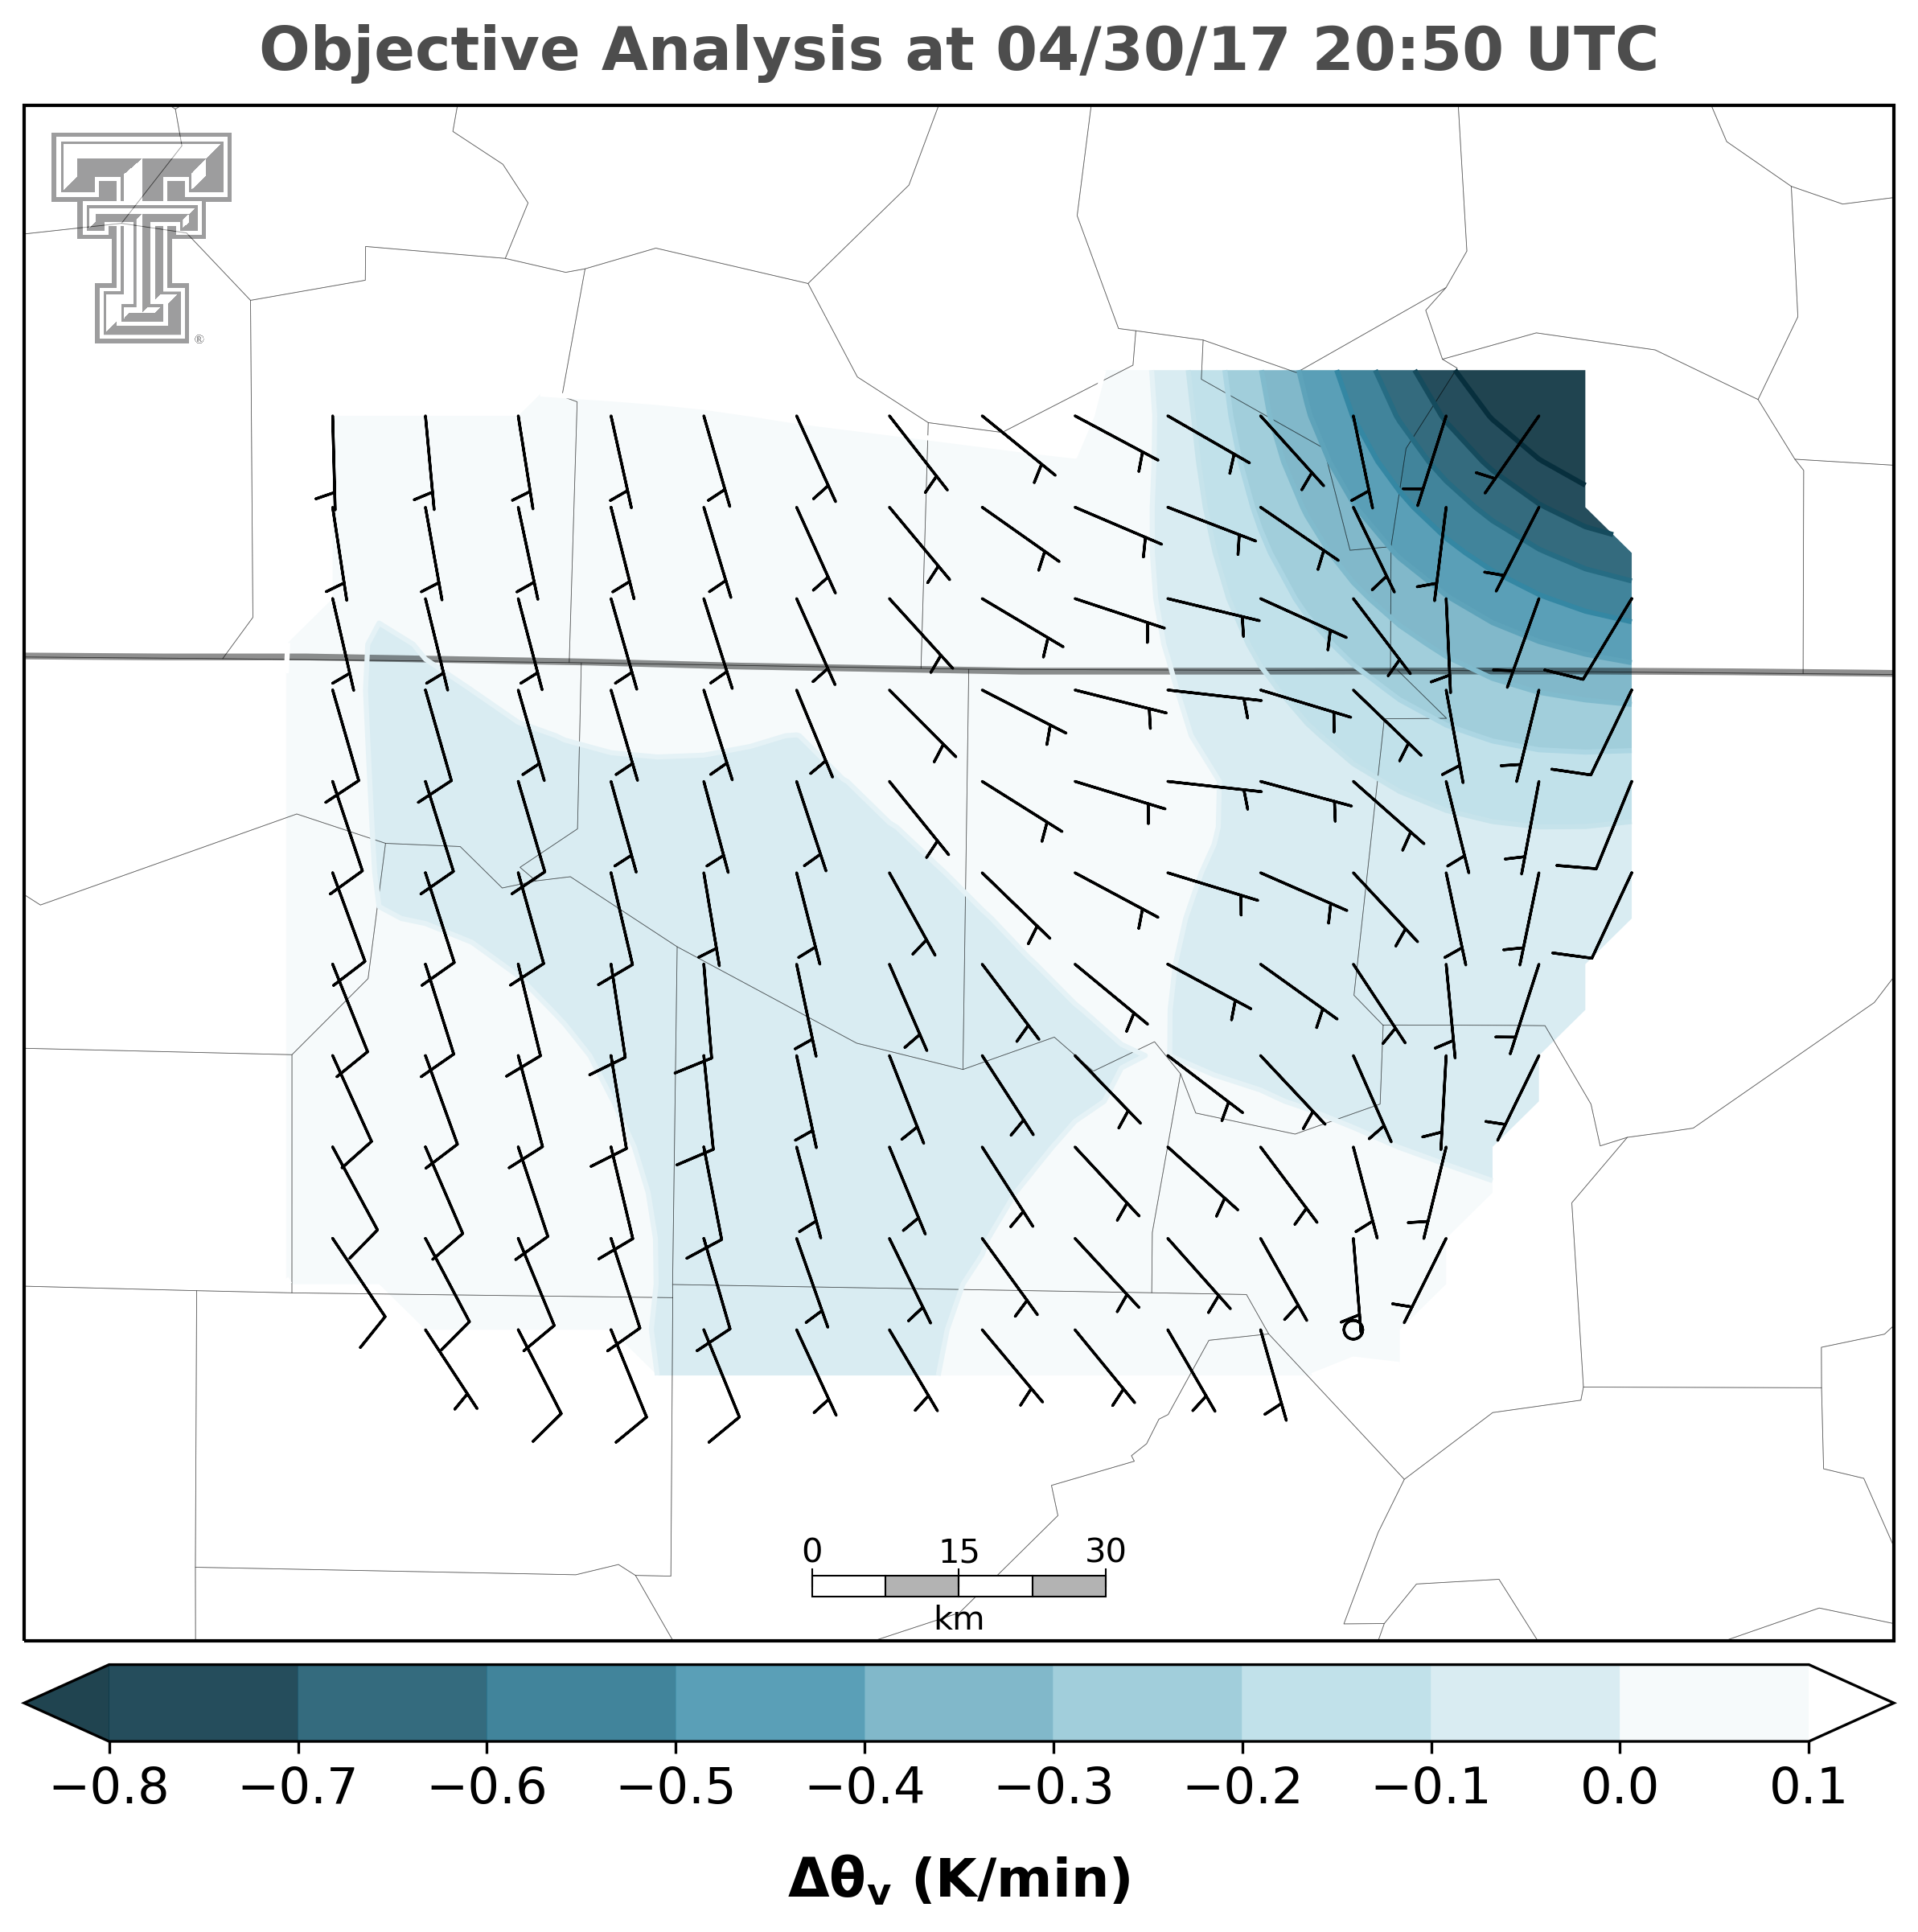 Objective Analysis at 04/30/17 20:50 UTC
®
0 15 30
km
−0.8 −0.7 −0.6 −0.5 −0.4 −0.3 −0.2 −0.1 0.0 0.1
Δθᵥ (K/min)